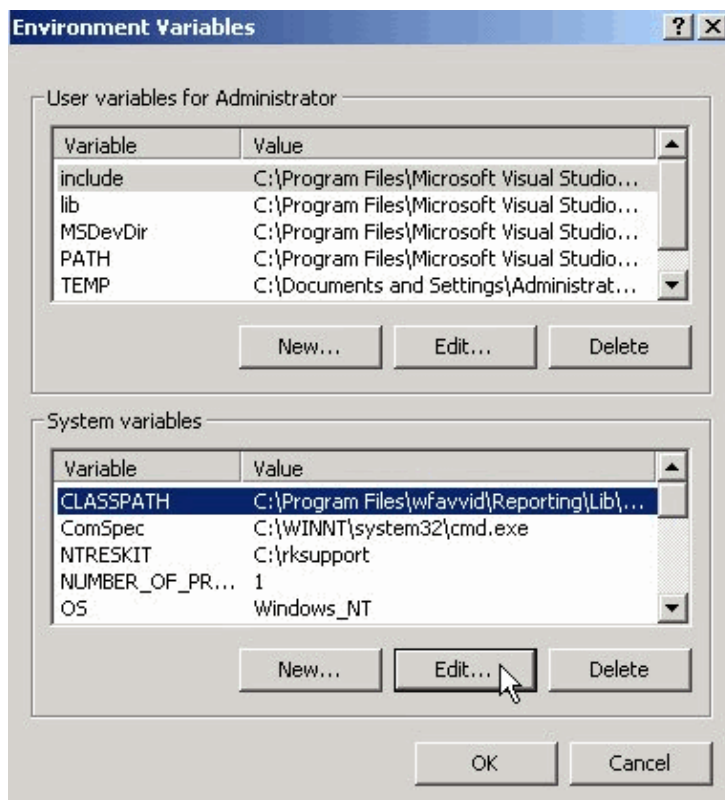 Environment Variables
User variables for Administrator
Variable Value
include C:\Program Files\Microsoft Visual Studio...
lib C:\Program Files\Microsoft Visual Studio...
MSDevDir C:\Program Files\Microsoft Visual Studio...
PATH C:\Program Files\Microsoft Visual Studio...
TEMP C:\Documents and Settings\Administrat...
New... Edit... Delete
System variables
Variable Value
CLASSPATH C:\Program Files\wfavvid\Reporting\Lib\...
ComSpec C:\WINNT\system32\cmd.exe
NTRESKIT C:\rksupport
NUMBER_OF_PR... 1
OS Windows_NT
New... Edit... Delete
OK Cancel